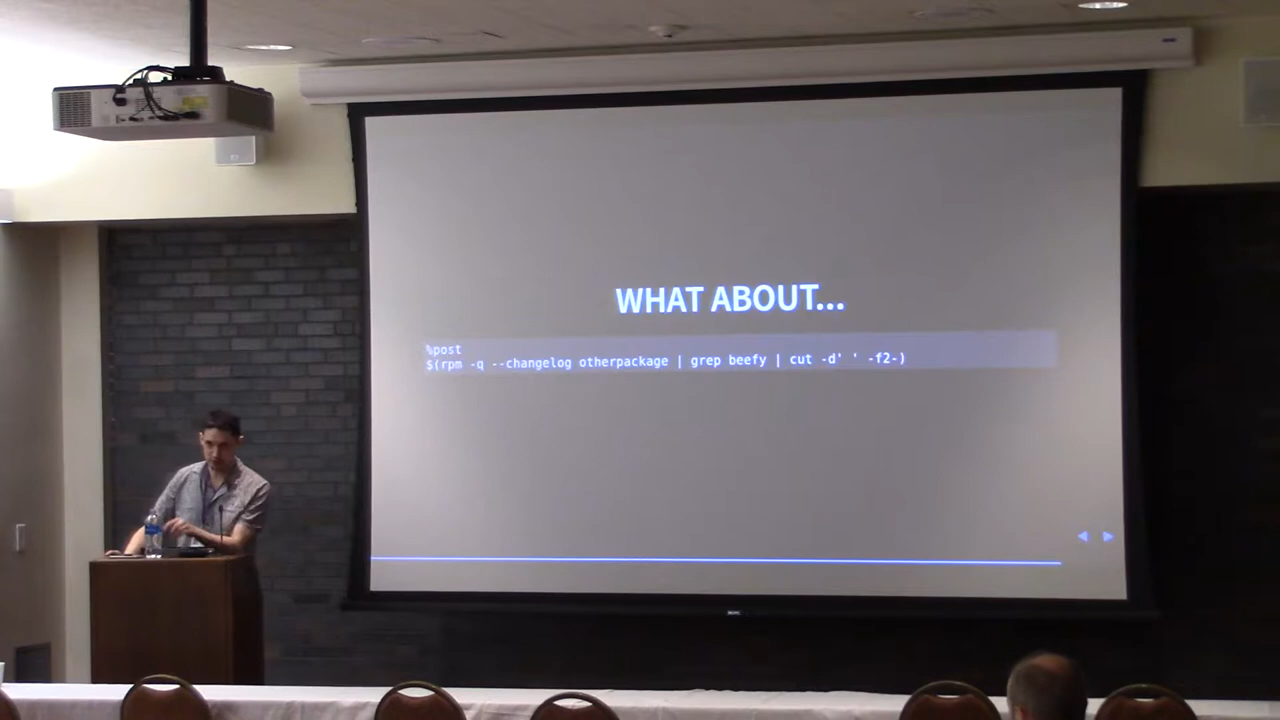 WHAT ABOUT...
%post
$(rpm -q --changelog otherpackage | grep beefy | cut -d' ' -f2-)